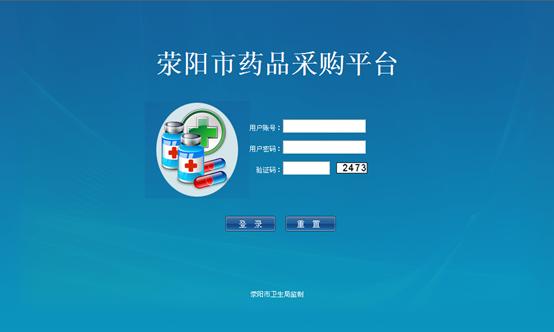 荥阳市药品采购平台
用户账号：
用户密码：
验证码： 2473
登 录 重 置
荥阳市卫生局监制